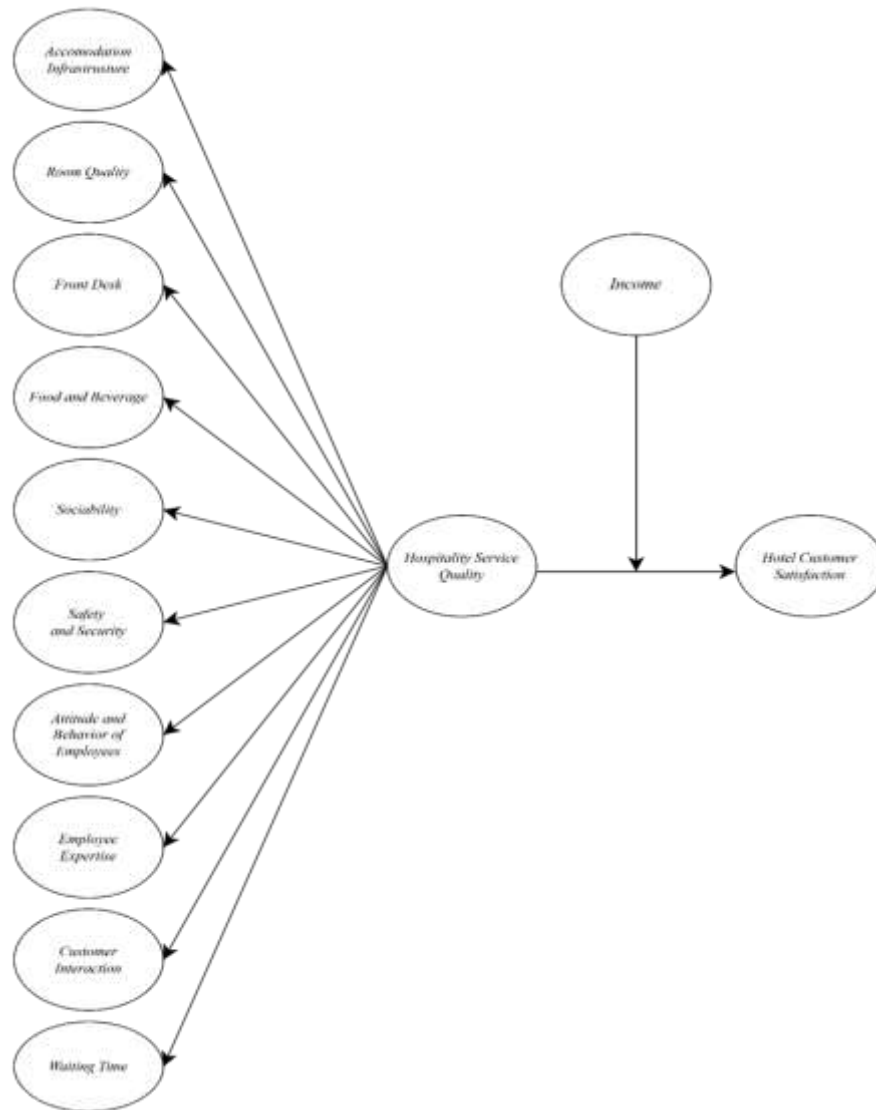 Accomodation
Infrastructure
Room Quality
Front Desk
Food and Beverage
Sociability
Safety
and Security
Attitude and
Behavior of
Employees
Employee
Expertise
Customer
Interaction
Waiting Time
Income
Hospitality Service
Quality
Hotel Customer
Satisfaction